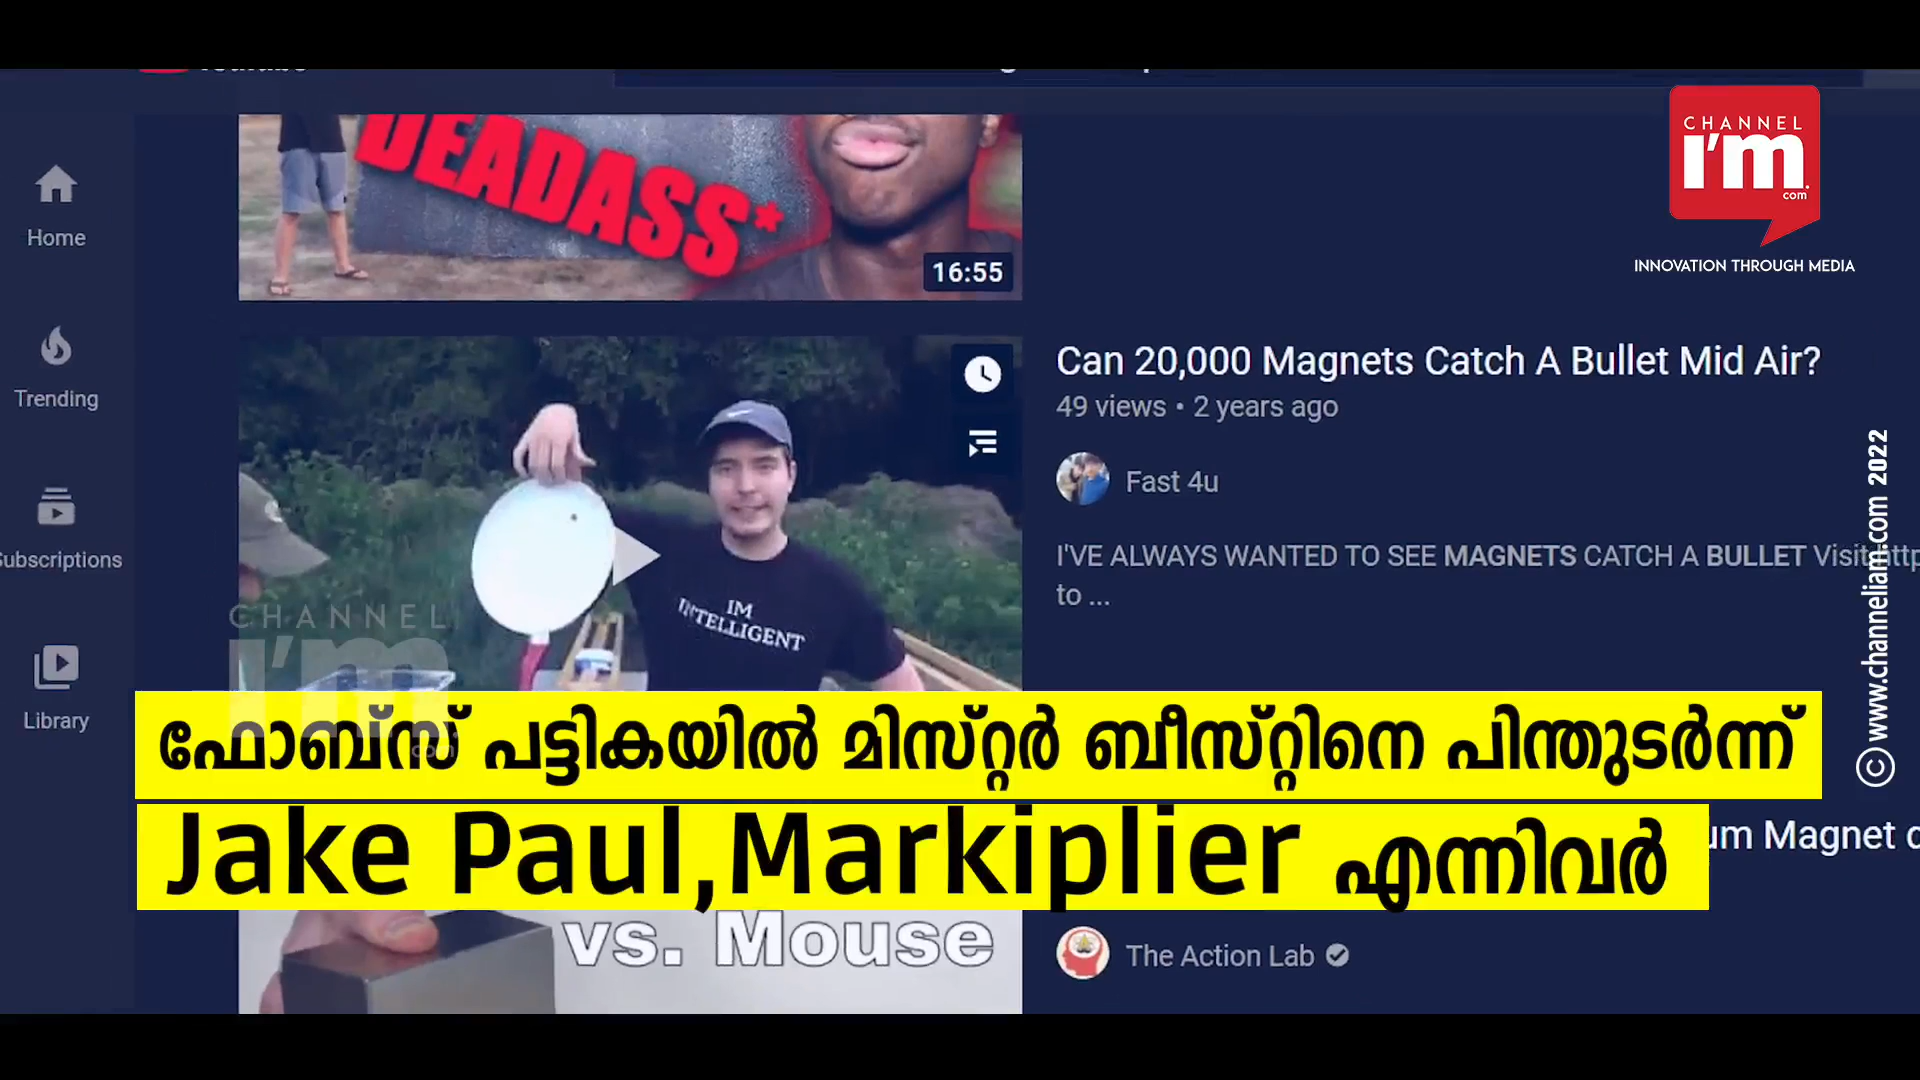 CHANNEL
I'm
.com
INNOVATION THROUGH MEDIA
DEADASS*
16:55
Home
Trending
Subscriptions
Library
Can 20,000 Magnets Catch A Bullet Mid Air?
49 views • 2 years ago
Fast 4u
I'VE ALWAYS WANTED TO SEE MAGNETS CATCH A BULLET Visit
to ...
IM
INTELLIGENT
CHANNEL
I'm
.com
© www.channeliam.com 2022
ഫോബ്സ് പട്ടികയിൽ മിസ്റ്റർ ബീസ്റ്റിനെ പിന്തുടർന്ന്
Jake Paul,Markiplier എന്നിവർ
um Magnet
vs. Mouse
The Action Lab